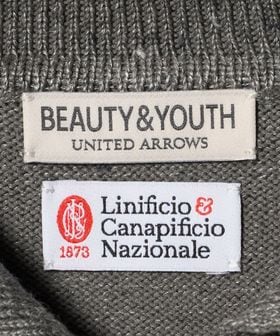 BEAUTY&YOUTH
UNITED ARROWS
Linificio &
Canapificio
Nazionale
1873